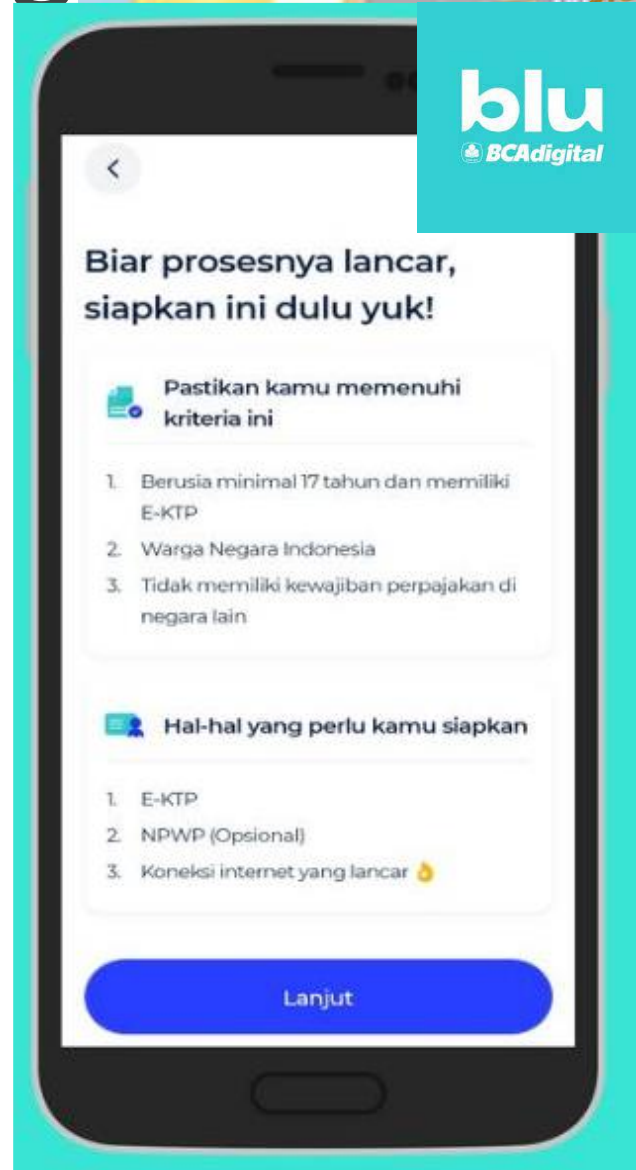 blu
BCAdigital
Biar prosesnya lancar,
siapkan ini dulu yuk!
Pastikan kamu memenuhi
kriteria ini
1. Berusia minimal 17 tahun dan memiliki
E-KTP
2. Warga Negara Indonesia
3. Tidak memiliki kewajiban perpajakan di
negara lain
Hal-hal yang perlu kamu siapkan
1. E-KTP
2. NPWP (Opsional)
3. Koneksi internet yang lancar 👌
Lanjut